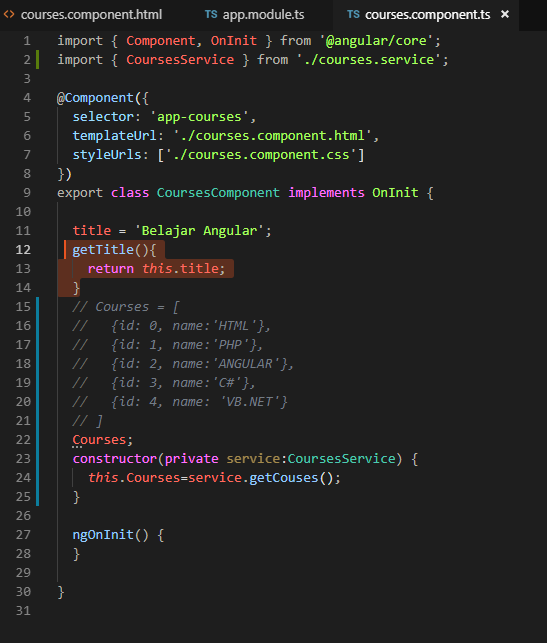 courses.component.html TS app.module.ts TS courses.component.ts ×
1 import { Component, OnInit } from '@angular/core';
2 import { CoursesService } from './courses.service';
3
4 @Component({
5 selector: 'app-courses',
6 templateUrl: './courses.component.html',
7 styleUrls: ['./courses.component.css']
8 })
9 export class CoursesComponent implements OnInit {
10
11 title = 'Belajar Angular';
12 getTitle(){
13 return this.title;
14 }
15 // Courses = [
16 // {id: 0, name:'HTML'},
17 // {id: 1, name:'PHP'},
18 // {id: 2, name:'ANGULAR'},
19 // {id: 3, name:'C#'},
20 // {id: 4, name: 'VB.NET'}
21 // ]
22 Courses;
23 constructor(private service:CoursesService) {
24 this.Courses=service.getCouses();
25 }
26
27 ngOnInit() {
28 }
29
30 }
31